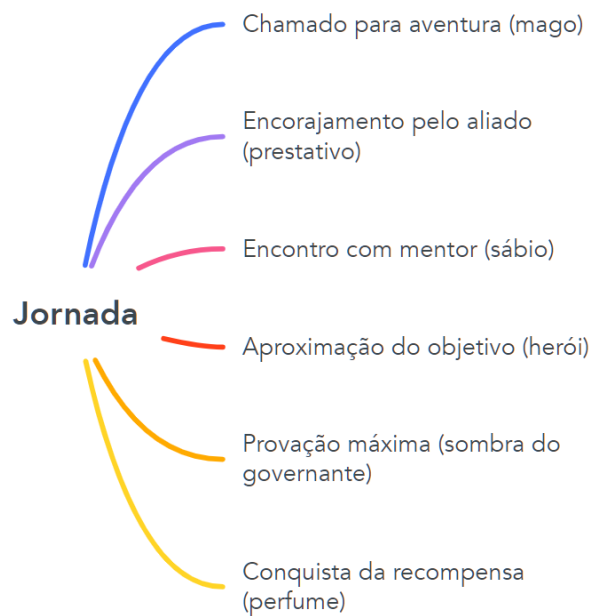 Chamado para aventura (mago)
Encorajamento pelo aliado
(prestativo)
Encontro com mentor (sábio)
Jornada
Aproximação do objetivo (herói)
Provação máxima (sombra do
governante)
Conquista da recompensa
(perfume)